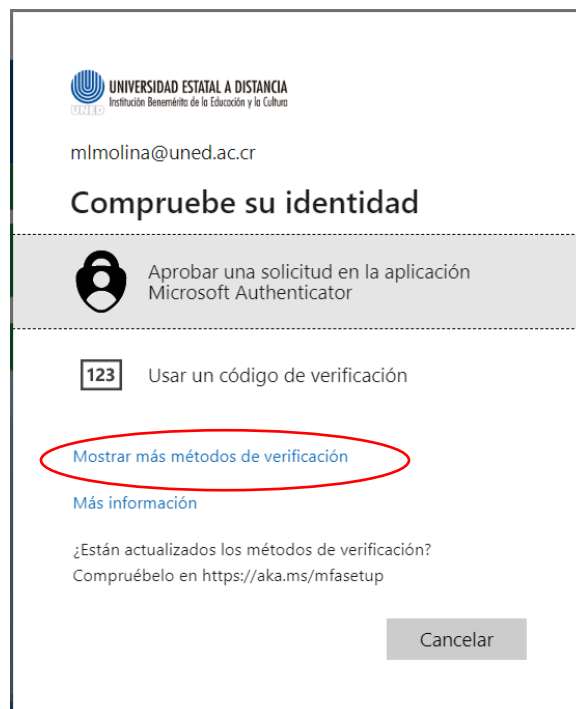 UNIVERSIDAD ESTATAL A DISTANCIA
Institución Benemérita de la Educación y la Cultura
UNED
mlmolina@uned.ac.cr
Compruebe su identidad
Aprobar una solicitud en la aplicación
Microsoft Authenticator
123 Usar un código de verificación
Mostrar más métodos de verificación
Más información
¿Están actualizados los métodos de verificación?
Compruébelo en https://aka.ms/mfasetup
Cancelar